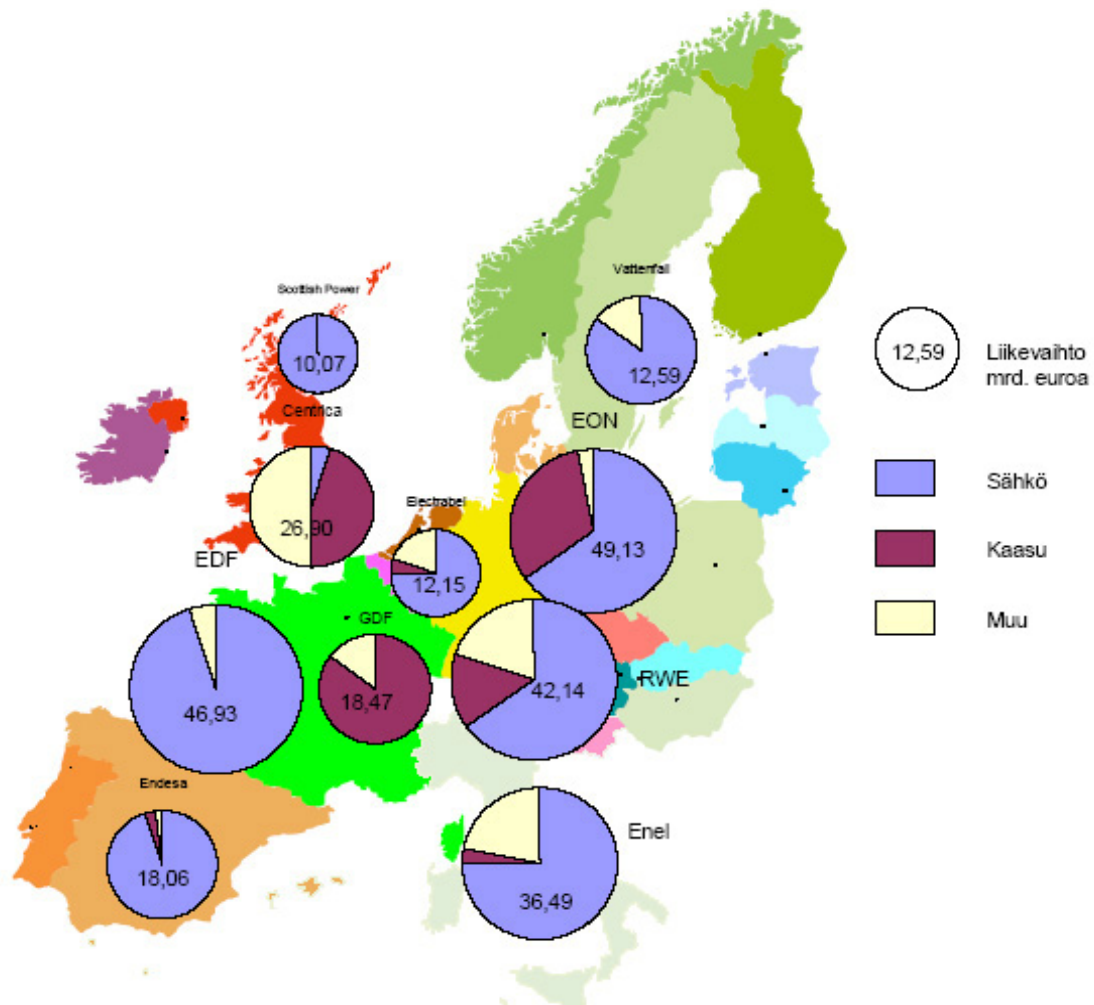 Vattenfall
Scottish Power
10,07
12,59
12,59
Liikevaihto
mrd. euroa
Centrica
EON
Sähkö
Electrabel
26,90
49,13
Kaasu
EDF
12,15
GDF
Muu
RWE
46,93
18,47
42,14
Endesa
Enel
18,06
36,49